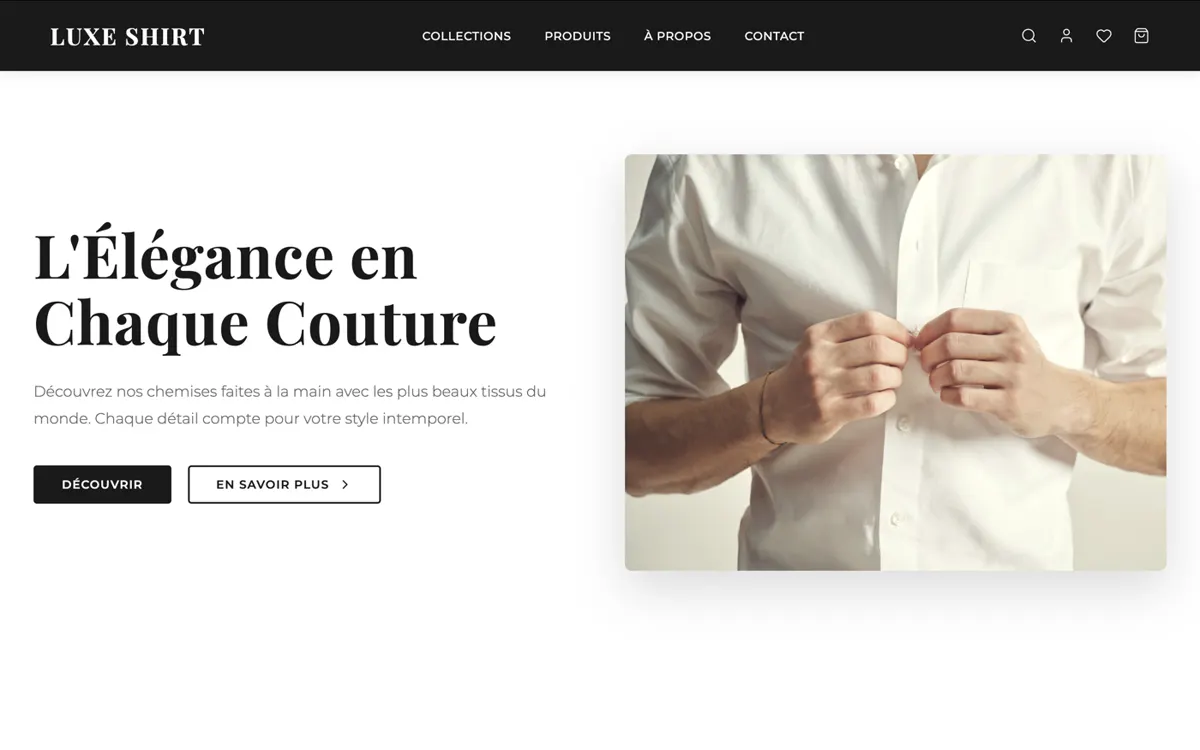 LUXE SHIRT
COLLECTIONS PRODUITS À PROPOS CONTACT
L'Élégance en
Chaque Couture
Découvrez nos chemises faites à la main avec les plus beaux tissus du
monde. Chaque détail compte pour votre style intemporel.
DÉCOUVRIR
EN SAVOIR PLUS